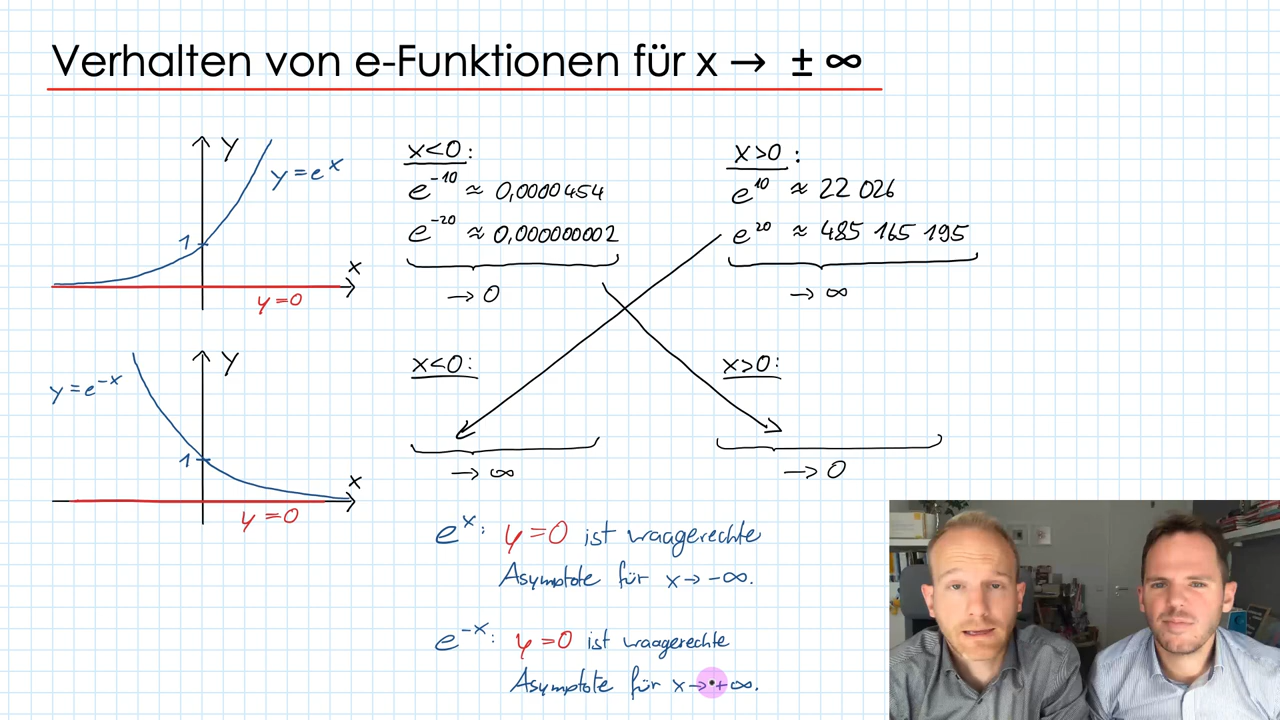 Verhalten von e-Funktionen für x → ± ∞
y
y = e^x
1
x
y = 0
x<0:
e^-10 ≈ 0,0000454
e^-20 ≈ 0,000000002
→ 0
x>0:
e^10 ≈ 22 026
e^20 ≈ 485 165 195
→ ∞
y
y = e^-x
1
x
y = 0
x<0:
→ ∞
x>0:
→ 0
e^x: y = 0 ist waagerechte
Asymptote für x → -∞.
e^-x: y = 0 ist waagerechte
Asymptote für x → +∞.